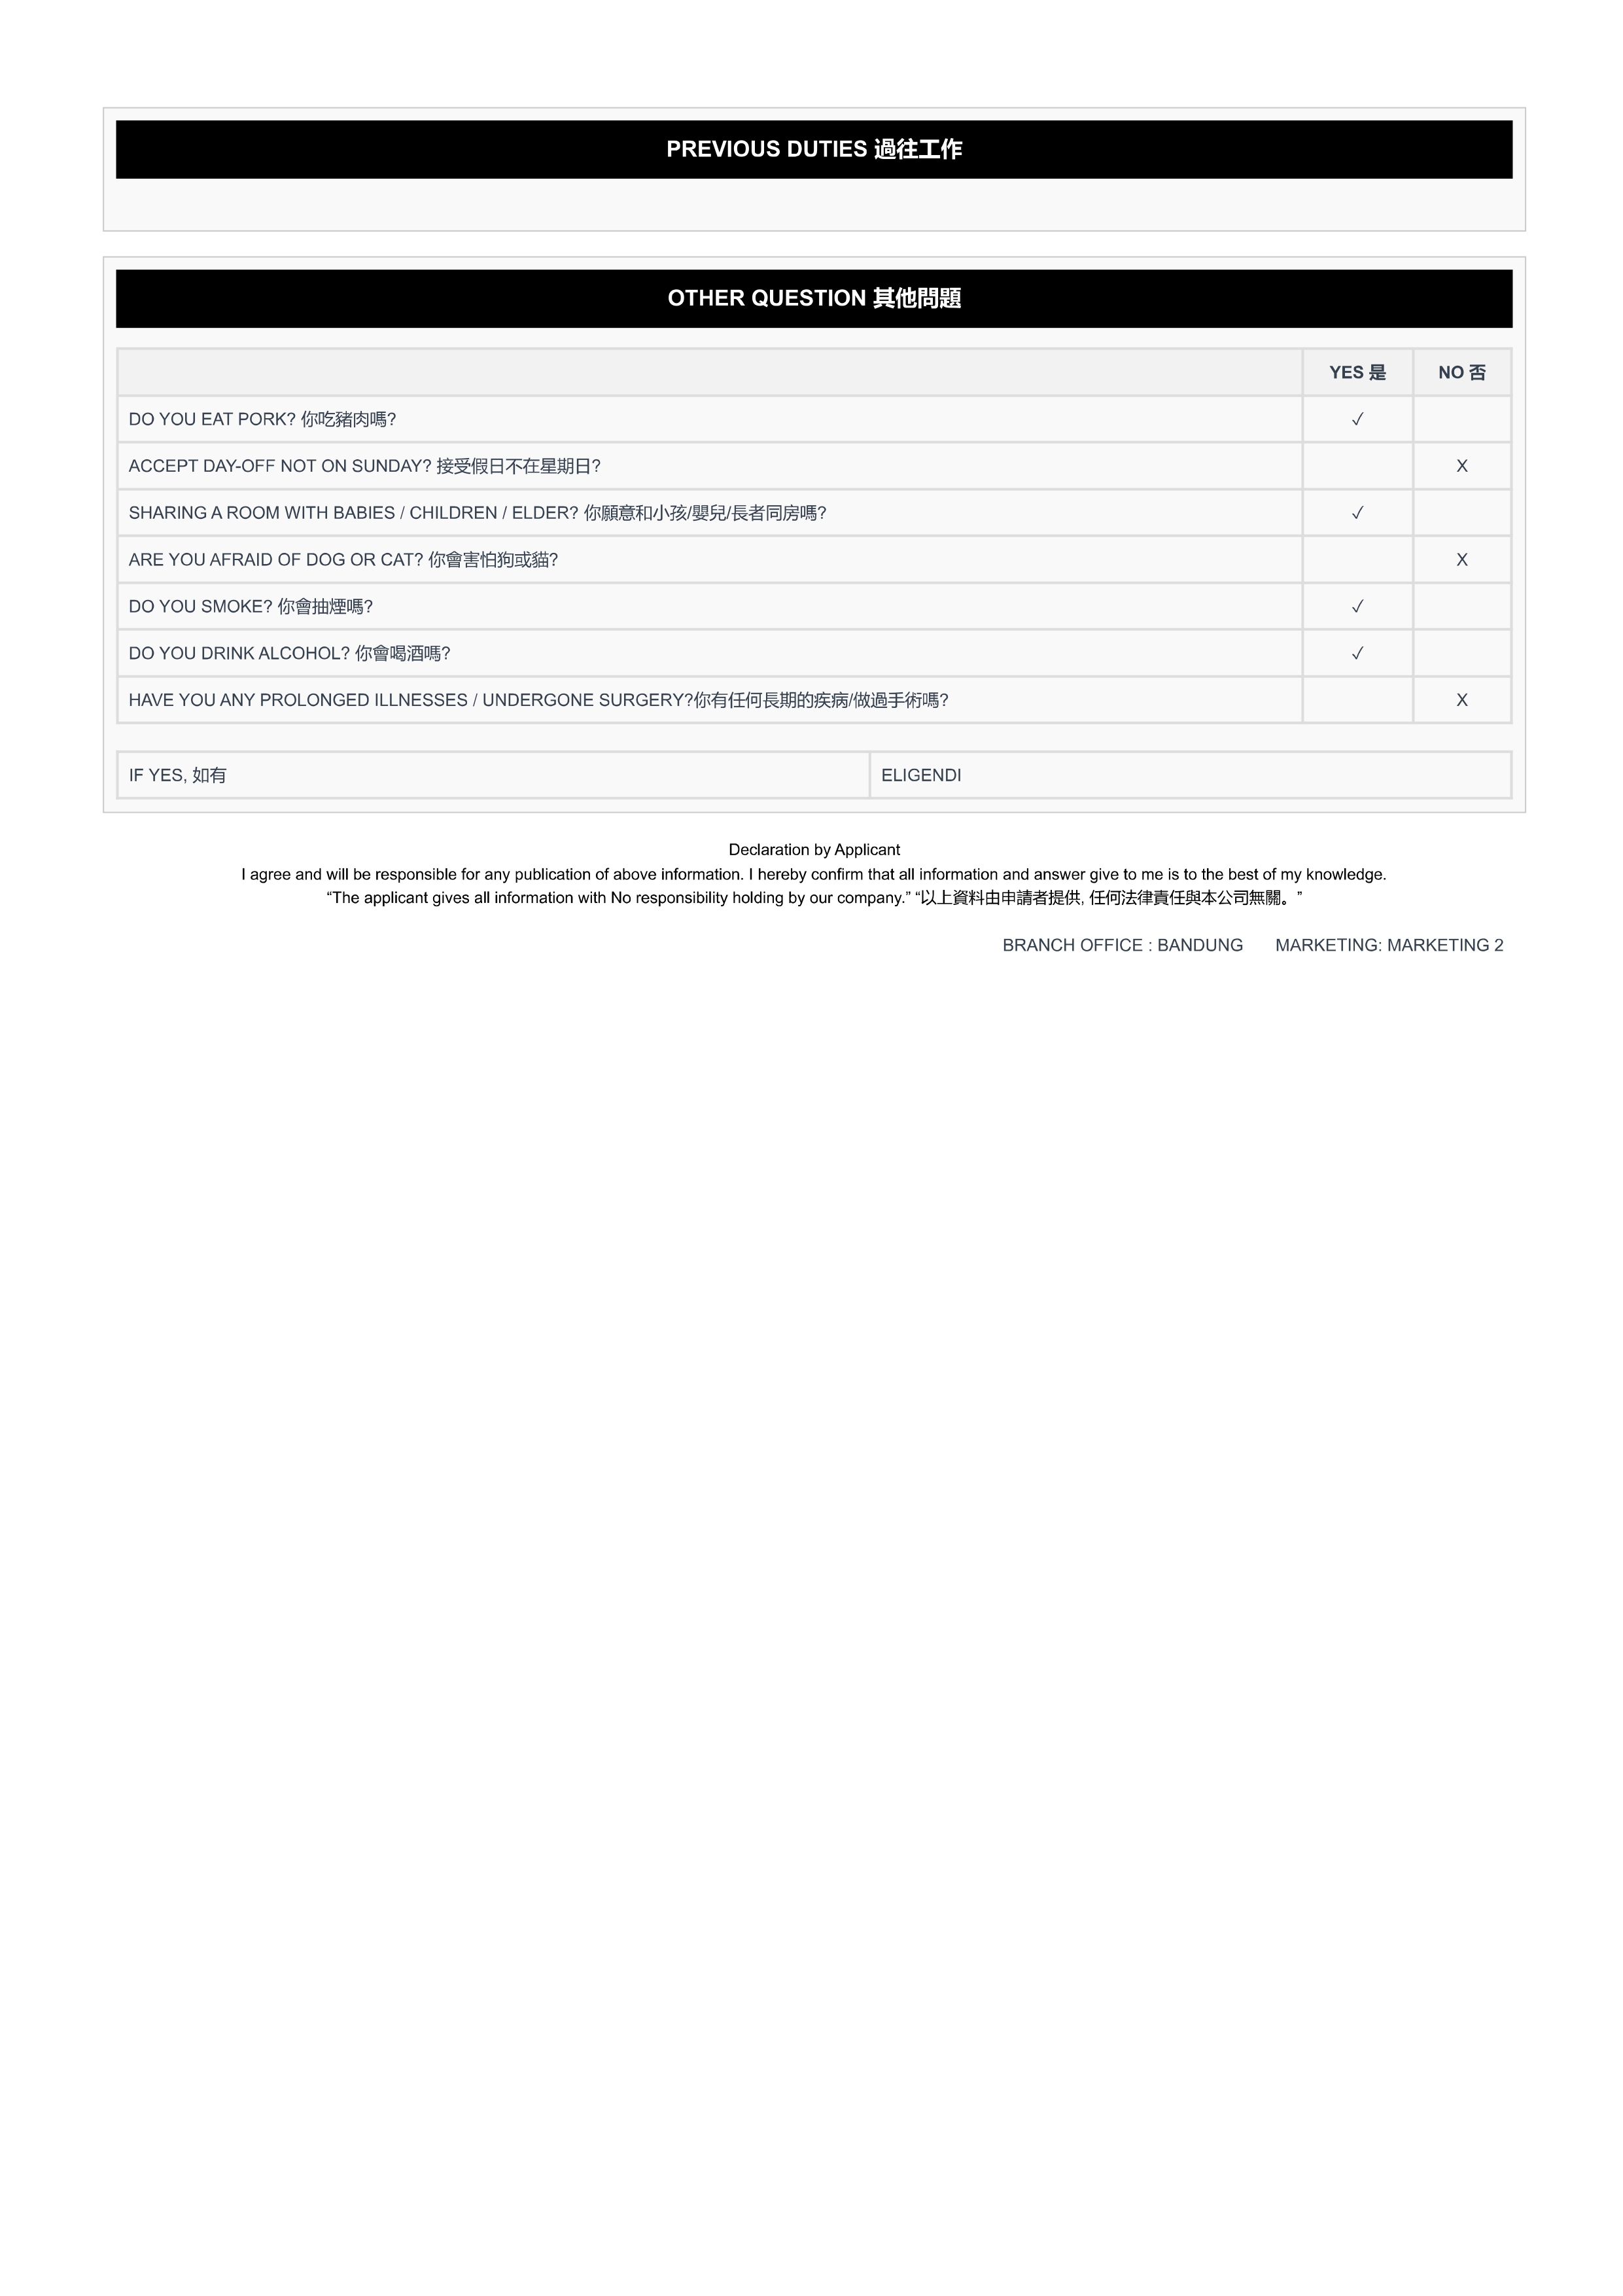 PREVIOUS DUTIES 過往工作
OTHER QUESTION 其他問題
YES 是 NO 否
DO YOU EAT PORK? 你吃豬肉嗎? ✓
ACCEPT DAY-OFF NOT ON SUNDAY? 接受假日不在星期日? X
SHARING A ROOM WITH BABIES / CHILDREN / ELDER? 你願意和小孩/嬰兒/長者同房嗎? ✓
ARE YOU AFRAID OF DOG OR CAT? 你會害怕狗或貓? X
DO YOU SMOKE? 你會抽煙嗎? ✓
DO YOU DRINK ALCOHOL? 你會喝酒嗎? ✓
HAVE YOU ANY PROLONGED ILLNESSES / UNDERGONE SURGERY?你有任何長期的疾病/做過手術嗎? X
IF YES, 如有 ELIGENDI
Declaration by Applicant
I agree and will be responsible for any publication of above information. I hereby confirm that all information and answer give to me is to the best of my knowledge.
“The applicant gives all information with No responsibility holding by our company.” “以上資料由申請者提供, 任何法律責任與本公司無關。”
BRANCH OFFICE : BANDUNG MARKETING: MARKETING 2